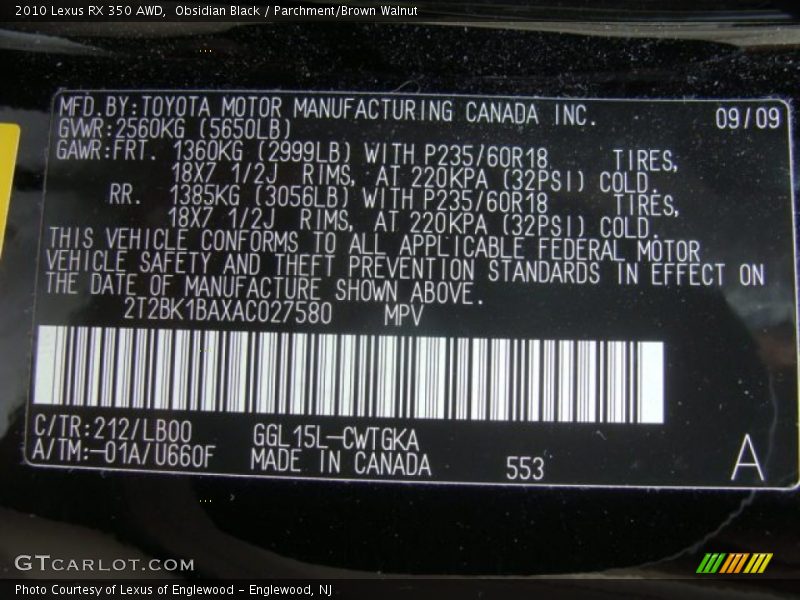 2010 Lexus RX 350 AWD,  Obsidian Black / Parchment/Brown Walnut
MFD.BY:TOYOTA MOTOR MANUFACTURING CANADA INC. 09/09
GVWR:2560KG (5650LB)
GAWR:FRT. 1360KG (2999LB) WITH P235/60R18 TIRES,
18X7 1/2J RIMS, AT 220KPA (32PSI) COLD.
RR. 1385KG (3056LB) WITH P235/60R18 TIRES,
18X7 1/2J RIMS, AT 220KPA (32PSI) COLD.
THIS VEHICLE CONFORMS TO ALL APPLICABLE FEDERAL MOTOR
VEHICLE SAFETY AND THEFT PREVENTION STANDARDS IN EFFECT ON
THE DATE OF MANUFACTURE SHOWN ABOVE.
2T2BK1BAXAC027580 MPV
C/TR:212/LB00 GGL15L-CWTGKA
A/TM:-01A/U660F MADE IN CANADA 553 A
GTCARLOT.COM
Photo Courtesy of Lexus of Englewood - Englewood, NJ